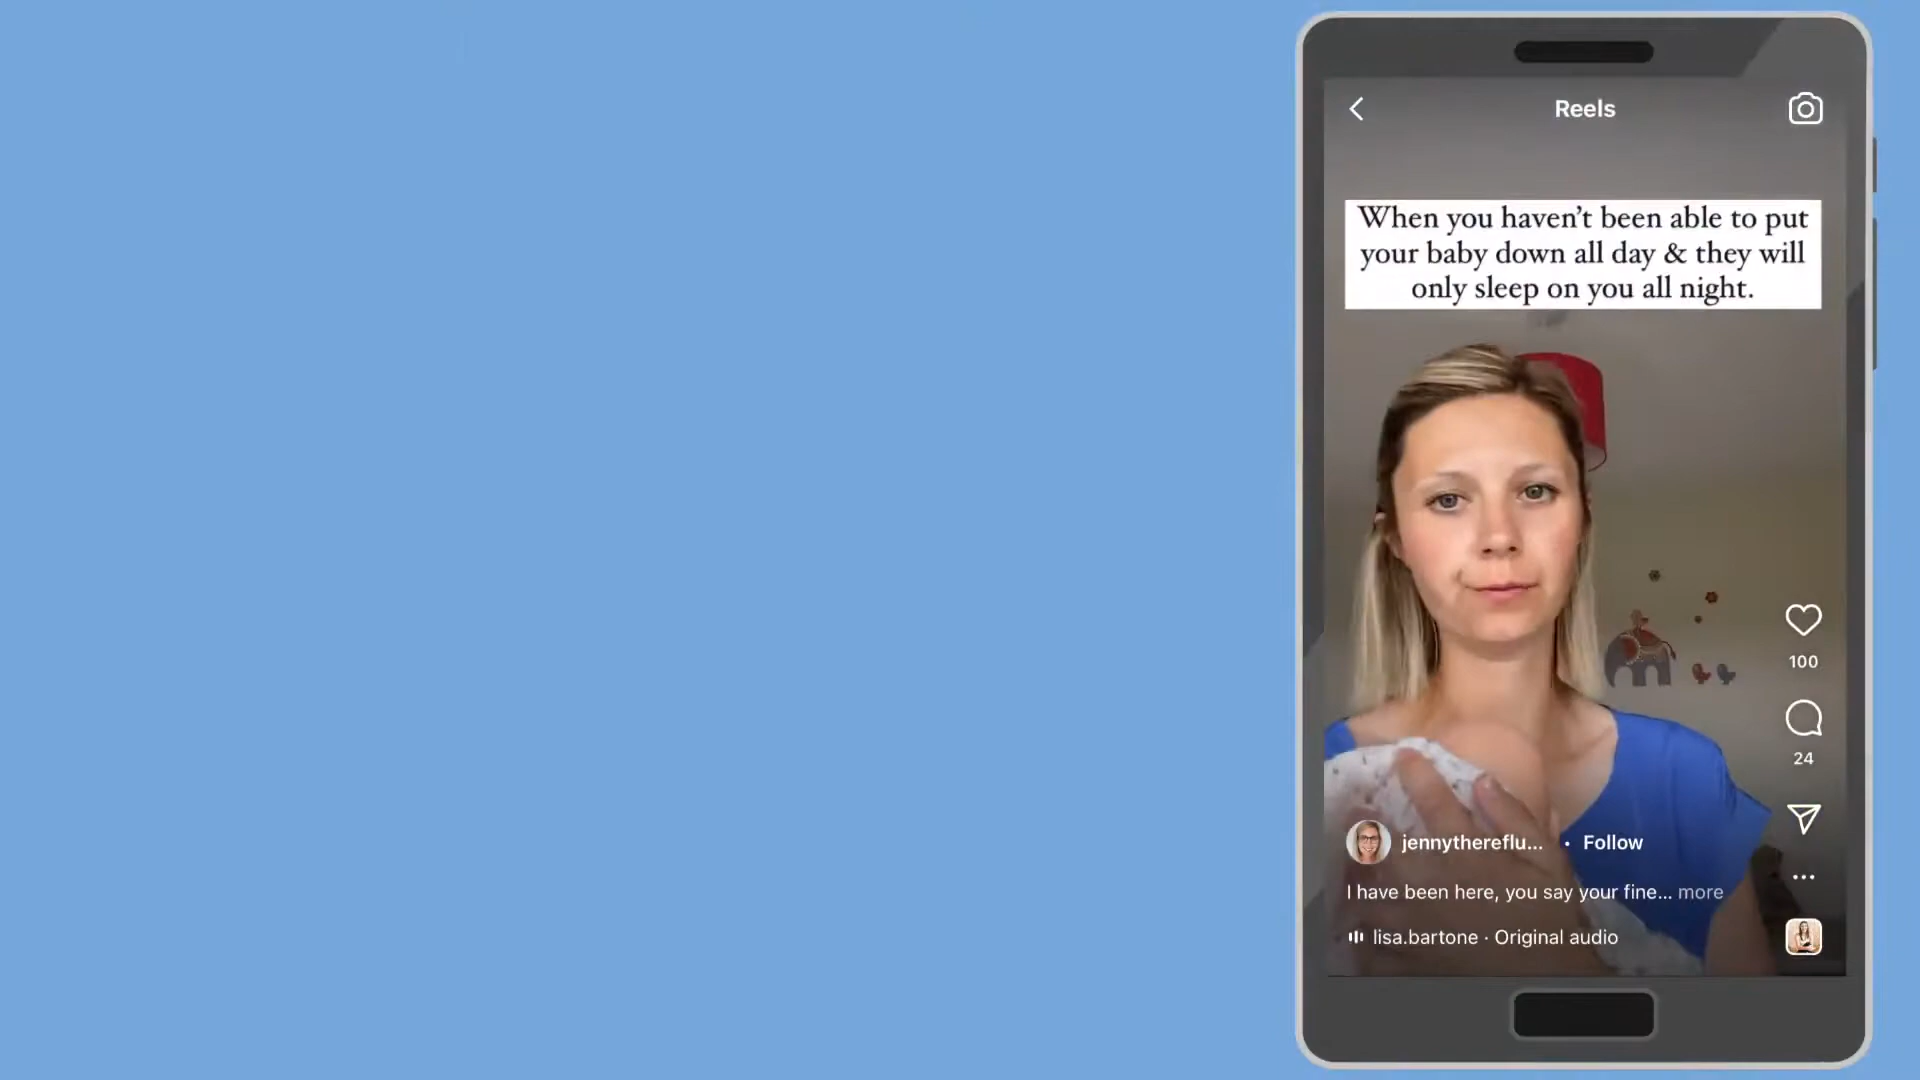 Reels
When you haven't been able to put
your baby down all day & they will
only sleep on you all night.
100
24
jennythereflu... • Follow
I have been here, you say your fine... more
lisa.bartone · Original audio